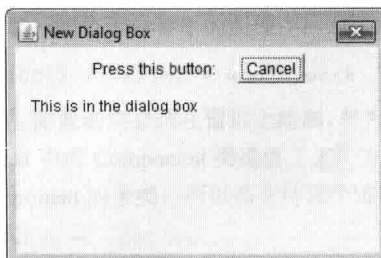 New Dialog Box
Press this button: Cancel
This is in the dialog box